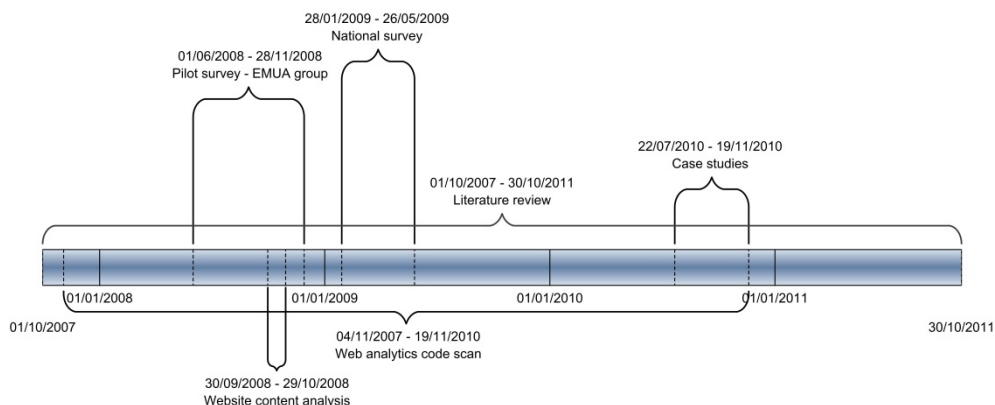 28/01/2009 - 26/05/2009
National survey
01/06/2008 - 28/11/2008
Pilot survey - EMUA group
22/07/2010 - 19/11/2010
Case studies
01/10/2007 - 30/10/2011
Literature review
01/01/2008
01/01/2009
01/01/2010
01/01/2011
01/10/2007
30/10/2011
04/11/2007 - 19/11/2010
Web analytics code scan
30/09/2008 - 29/10/2008
Website content analysis